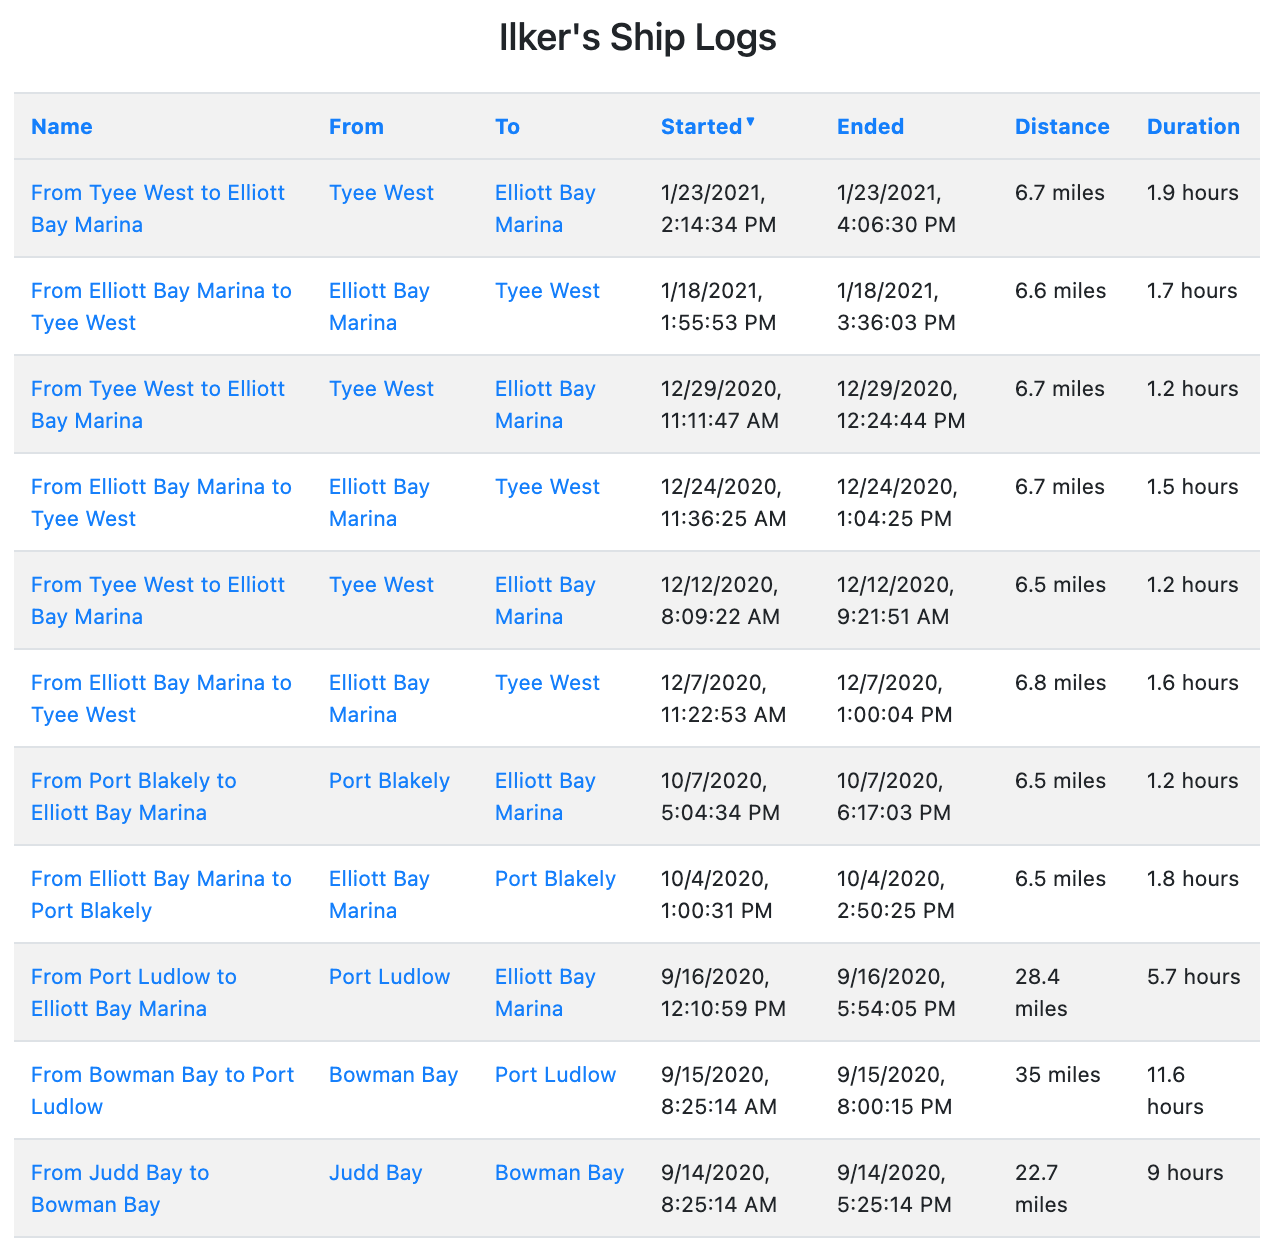 Ilker's Ship Logs
Name From To Started▼ Ended Distance Duration
From Tyee West to Elliott Tyee West Elliott Bay 1/23/2021, 1/23/2021, 6.7 miles 1.9 hours
Bay Marina Marina 2:14:34 PM 4:06:30 PM
From Elliott Bay Marina to Elliott Bay Tyee West 1/18/2021, 1/18/2021, 6.6 miles 1.7 hours
Tyee West Marina 1:55:53 PM 3:36:03 PM
From Tyee West to Elliott Tyee West Elliott Bay 12/29/2020, 12/29/2020, 6.7 miles 1.2 hours
Bay Marina Marina 11:11:47 AM 12:24:44 PM
From Elliott Bay Marina to Elliott Bay Tyee West 12/24/2020, 12/24/2020, 6.7 miles 1.5 hours
Tyee West Marina 11:36:25 AM 1:04:25 PM
From Tyee West to Elliott Tyee West Elliott Bay 12/12/2020, 12/12/2020, 6.5 miles 1.2 hours
Bay Marina Marina 8:09:22 AM 9:21:51 AM
From Elliott Bay Marina to Elliott Bay Tyee West 12/7/2020, 12/7/2020, 6.8 miles 1.6 hours
Tyee West Marina 11:22:53 AM 1:00:04 PM
From Port Blakely to Port Blakely Elliott Bay 10/7/2020, 10/7/2020, 6.5 miles 1.2 hours
Elliott Bay Marina Marina 5:04:34 PM 6:17:03 PM
From Elliott Bay Marina to Elliott Bay Port Blakely 10/4/2020, 10/4/2020, 6.5 miles 1.8 hours
Port Blakely Marina 1:00:31 PM 2:50:25 PM
From Port Ludlow to Port Ludlow Elliott Bay 9/16/2020, 9/16/2020, 28.4 5.7 hours
Elliott Bay Marina Marina 12:10:59 PM 5:54:05 PM miles
From Bowman Bay to Port Bowman Bay Port Ludlow 9/15/2020, 9/15/2020, 35 miles 11.6
Ludlow 8:25:14 AM 8:00:15 PM hours
From Judd Bay to Judd Bay Bowman Bay 9/14/2020, 9/14/2020, 22.7 9 hours
Bowman Bay 8:25:14 AM 5:25:14 PM miles